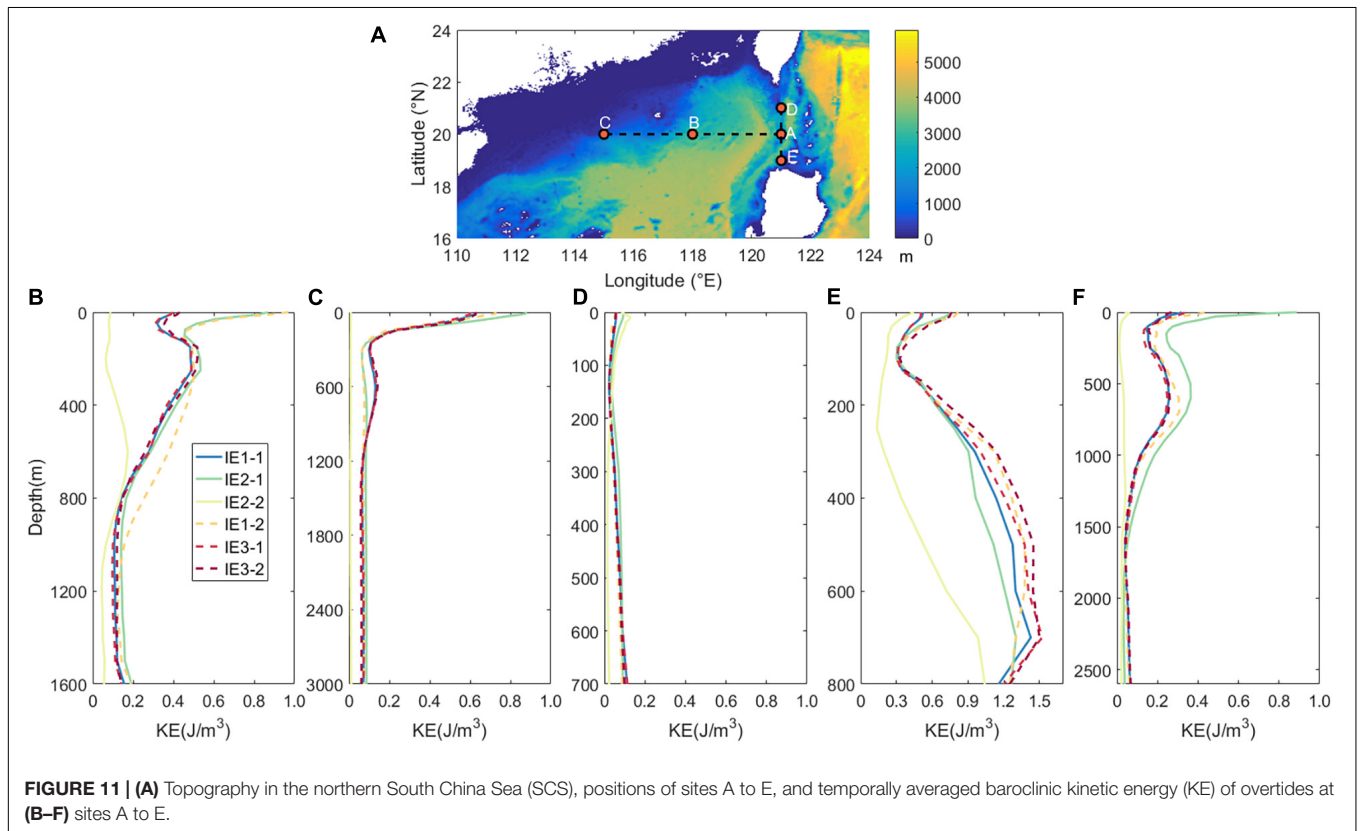 A
24
22
20
18
16
Latitude (°N)
110 112 114 116 118 120 122 124
Longitude (°E)
C B D A E
5000
4000
3000
2000
1000
0
m
B C D E F
0
400
800
1200
1600
Depth(m)
IE1-1
IE2-1
IE2-2
IE1-2
IE3-1
IE3-2
0 0.2 0.4 0.6 0.8 1.0
KE(J/m³)
0
600
1200
1800
2400
3000
0 0.2 0.4 0.6 0.8 1.0
KE(J/m³)
0
100
200
300
400
500
600
700
0 0.2 0.4 0.6 0.8 1.0
KE(J/m³)
0
200
400
600
800
0 0.3 0.6 0.9 1.2 1.5
KE(J/m³)
0
500
1000
1500
2000
2500
0 0.2 0.4 0.6 0.8 1.0
KE(J/m³)
FIGURE 11 | (A) Topography in the northern South China Sea (SCS), positions of sites A to E, and temporally averaged baroclinic kinetic energy (KE) of overtides at
(B–F) sites A to E.